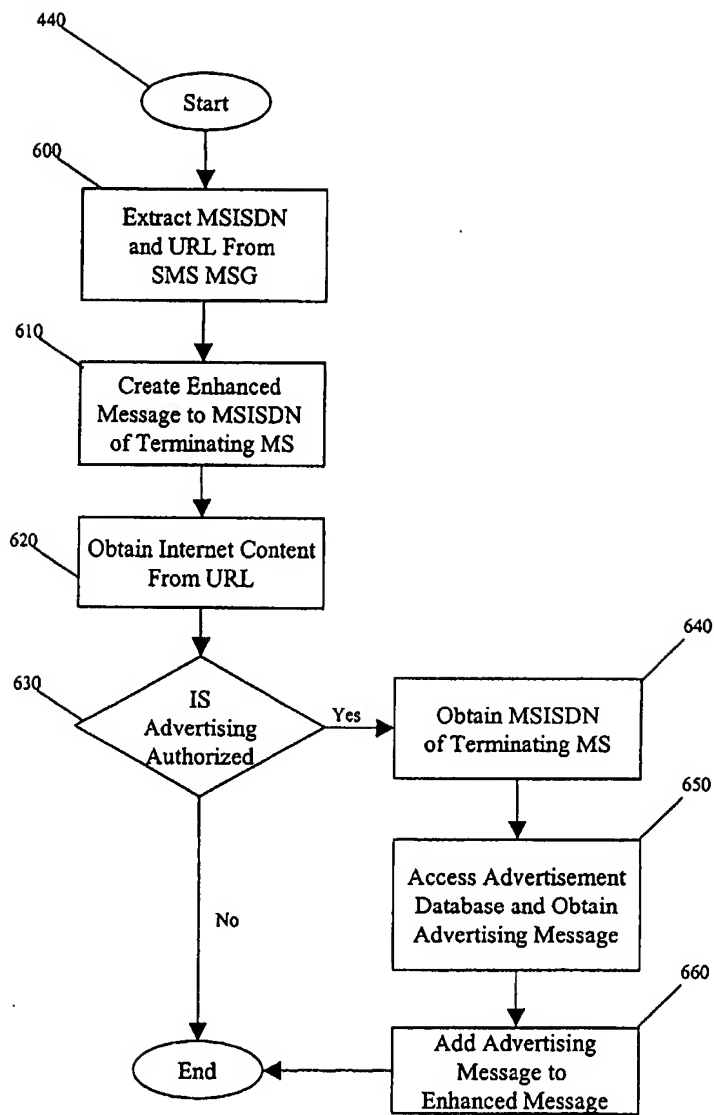 440
Start
600
Extract MSISDN
and URL From
SMS MSG
610
Create Enhanced
Message to MSISDN
of Terminating MS
620
Obtain Internet Content
From URL
630
IS
Advertising
Authorized
Yes
640
Obtain MSISDN
of Terminating MS
650
Access Advertisement
Database and Obtain
Advertising Message
No
660
Add Advertising
Message to
Enhanced Message
End